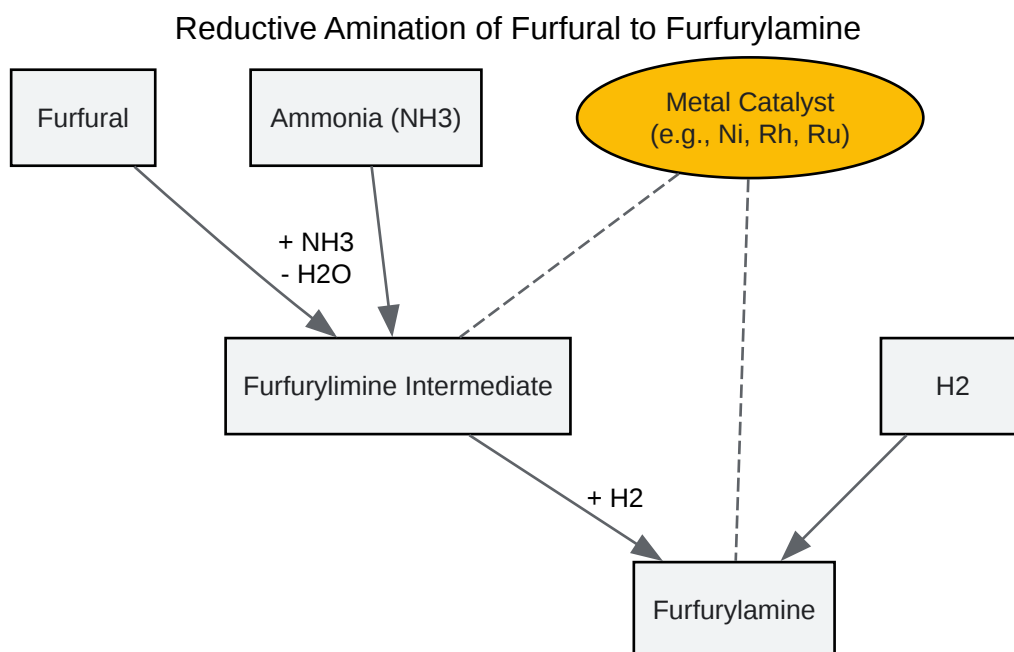 Reductive Amination of Furfural to Furfurylamine
Furfural
Ammonia (NH3)
Metal Catalyst
(e.g., Ni, Rh, Ru)
+ NH3
- H2O
Furfurylimine Intermediate
H2
+ H2
Furfurylamine